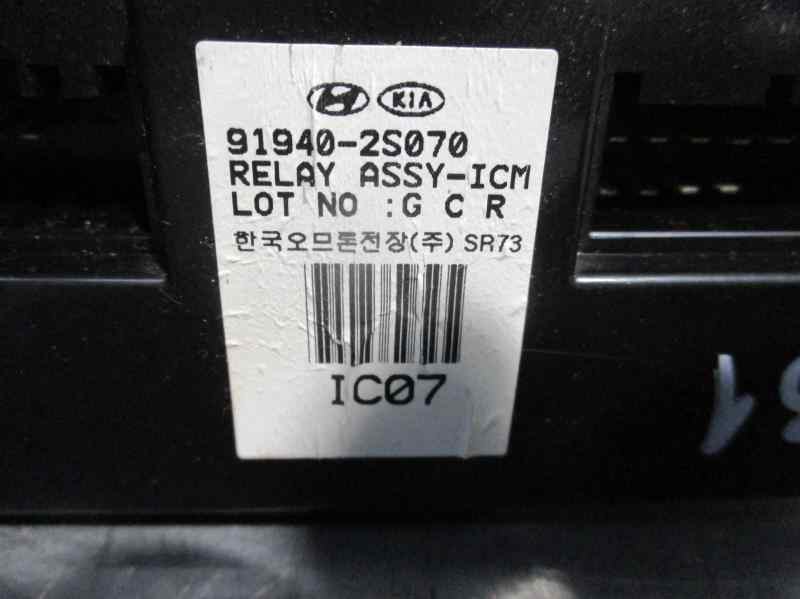 KIA
91940-2S070
RELAY ASSY-ICM
LOT NO :G C R
한국오므론전장(주) SR73
IC07